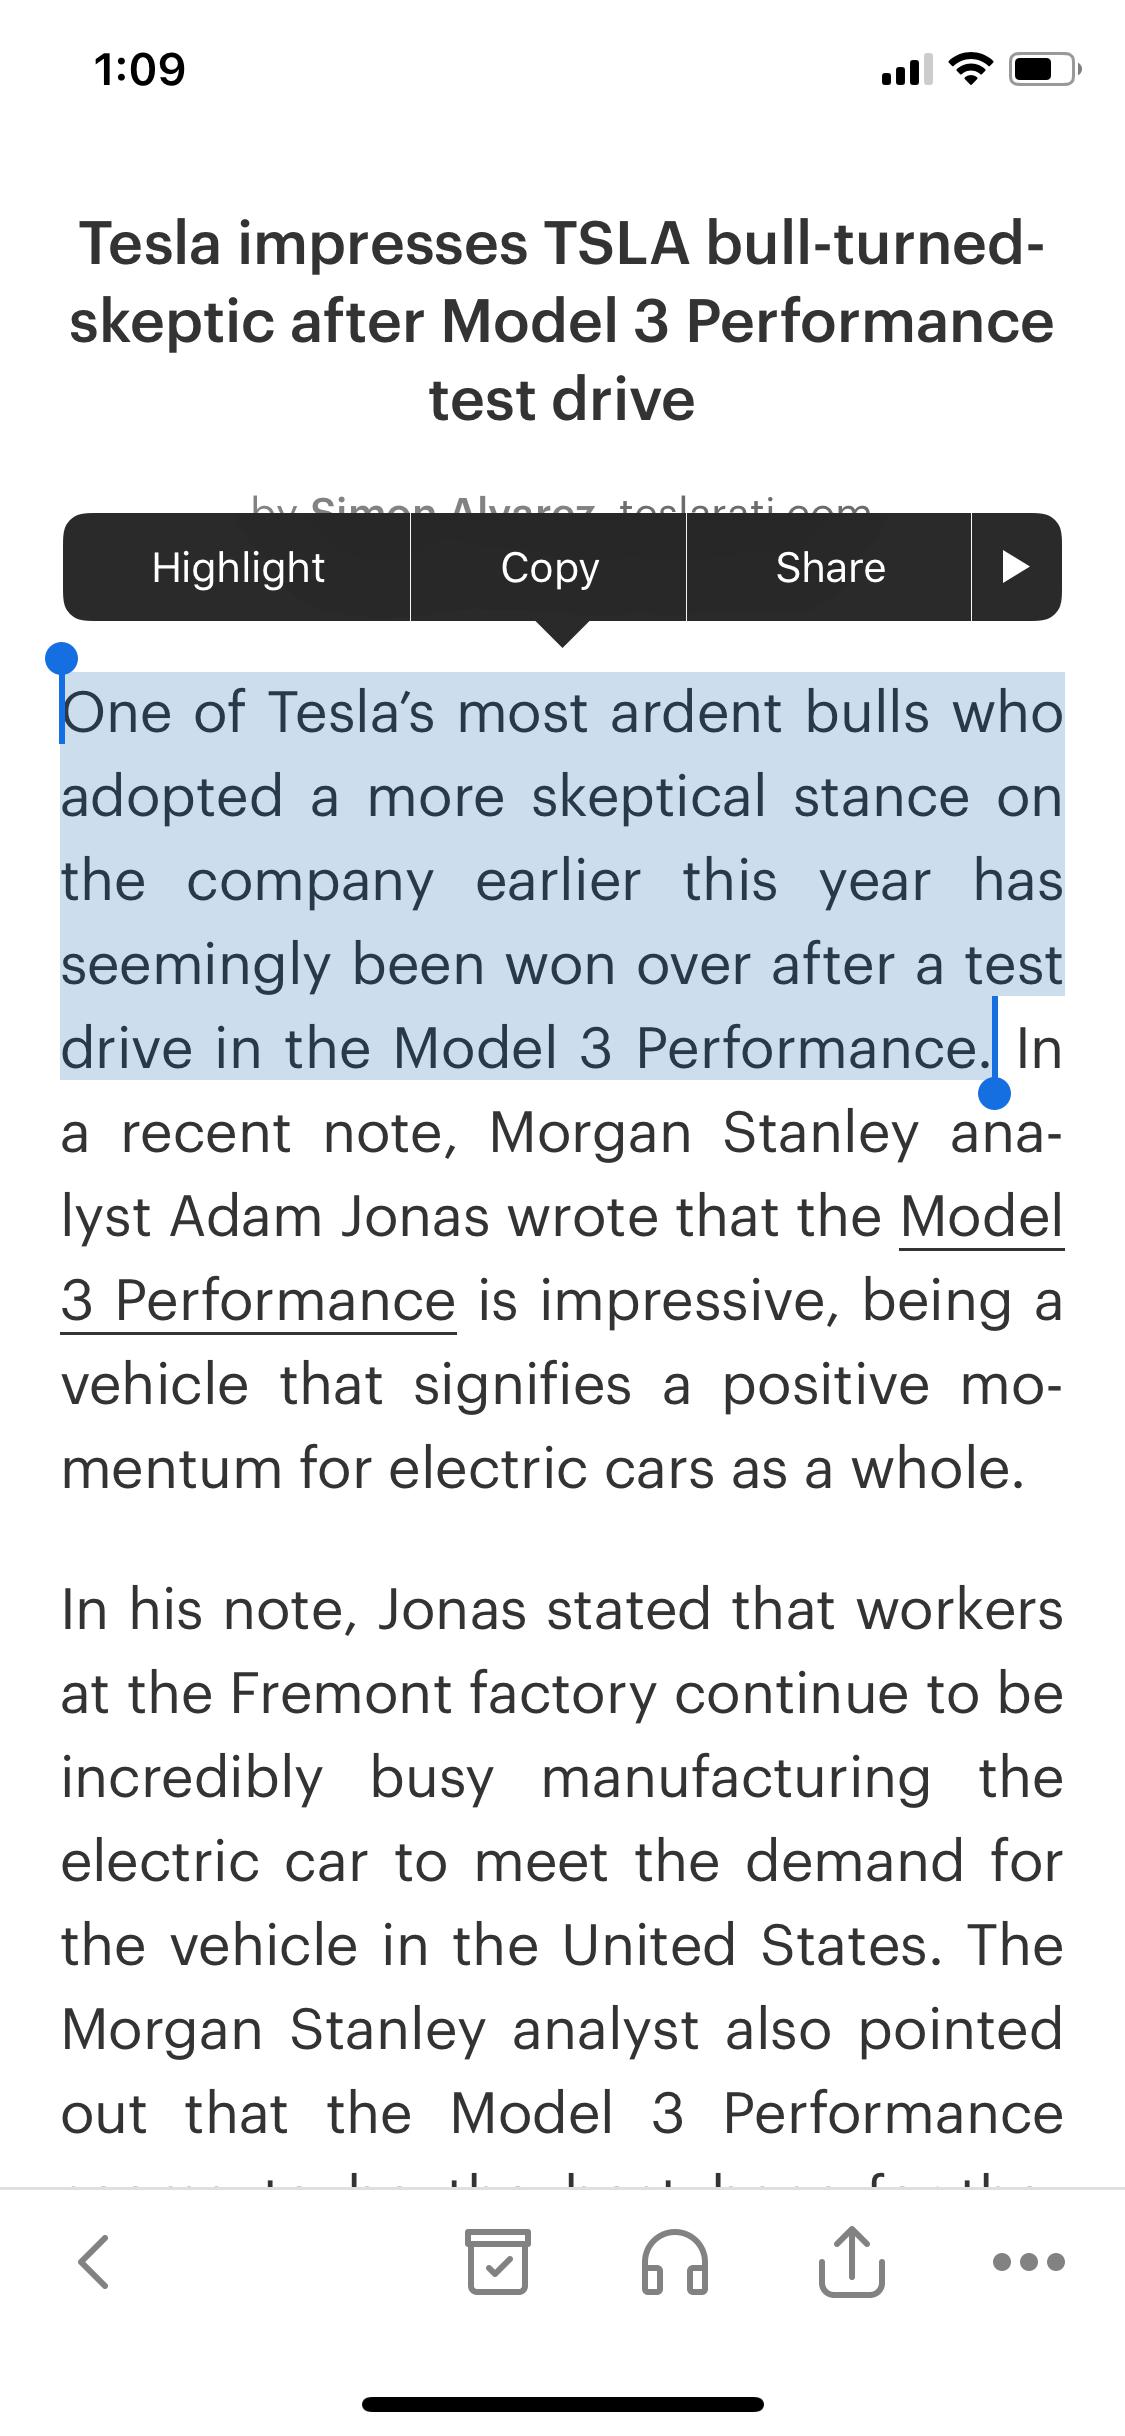 1:09
Tesla impresses TSLA bull-turned-
skeptic after Model 3 Performance
test drive
by Simon Alvarez, teslarati.com
Highlight
Copy
Share
One of Tesla’s most ardent bulls who
adopted a more skeptical stance on
the company earlier this year has
seemingly been won over after a test
drive in the Model 3 Performance. In
a recent note, Morgan Stanley ana-
lyst Adam Jonas wrote that the Model
3 Performance is impressive, being a
vehicle that signifies a positive mo-
mentum for electric cars as a whole.
In his note, Jonas stated that workers
at the Fremont factory continue to be
incredibly busy manufacturing the
electric car to meet the demand for
the vehicle in the United States. The
Morgan Stanley analyst also pointed
out that the Model 3 Performance